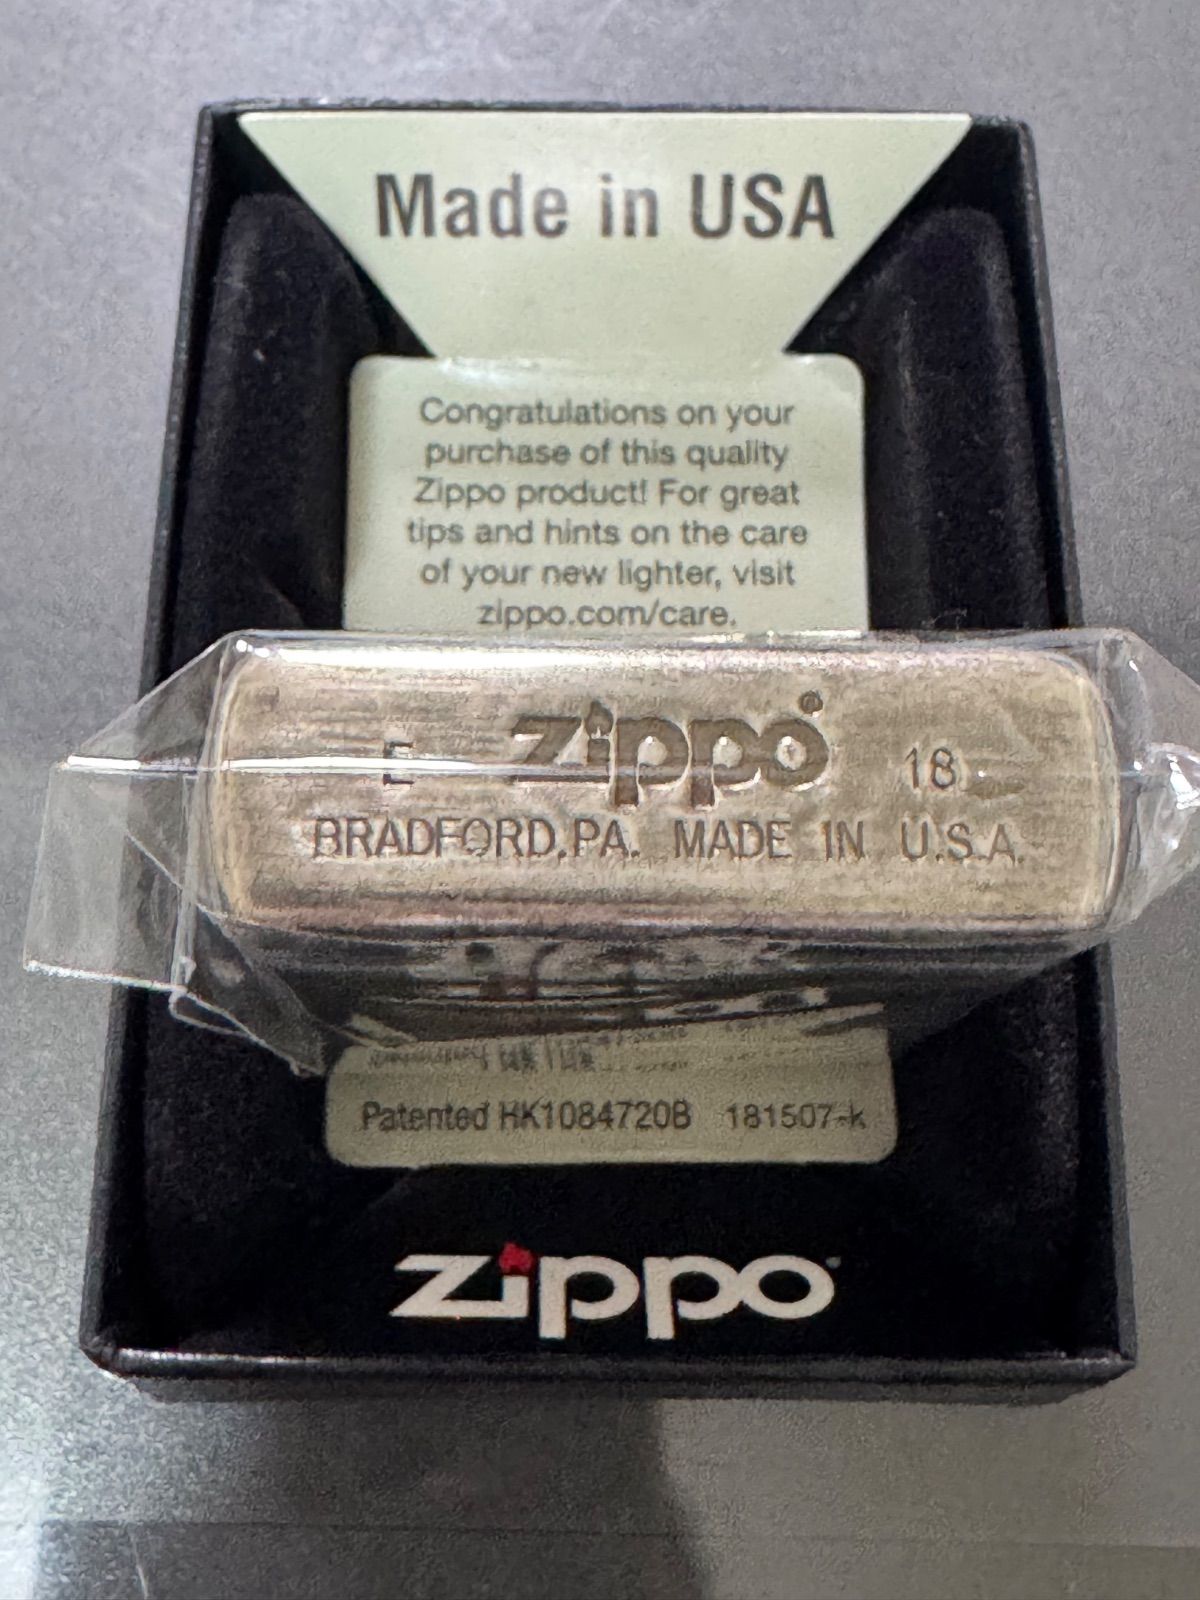 Made in USA
Congratulations on your
purchase of this quality
Zippo product! For great
tips and hints on the care
of your new lighter, visit
zippo.com/care.
zippo® 18
BRADFORD, PA. MADE IN U.S.A.
Patented HK1084720B 181507-k
zippo